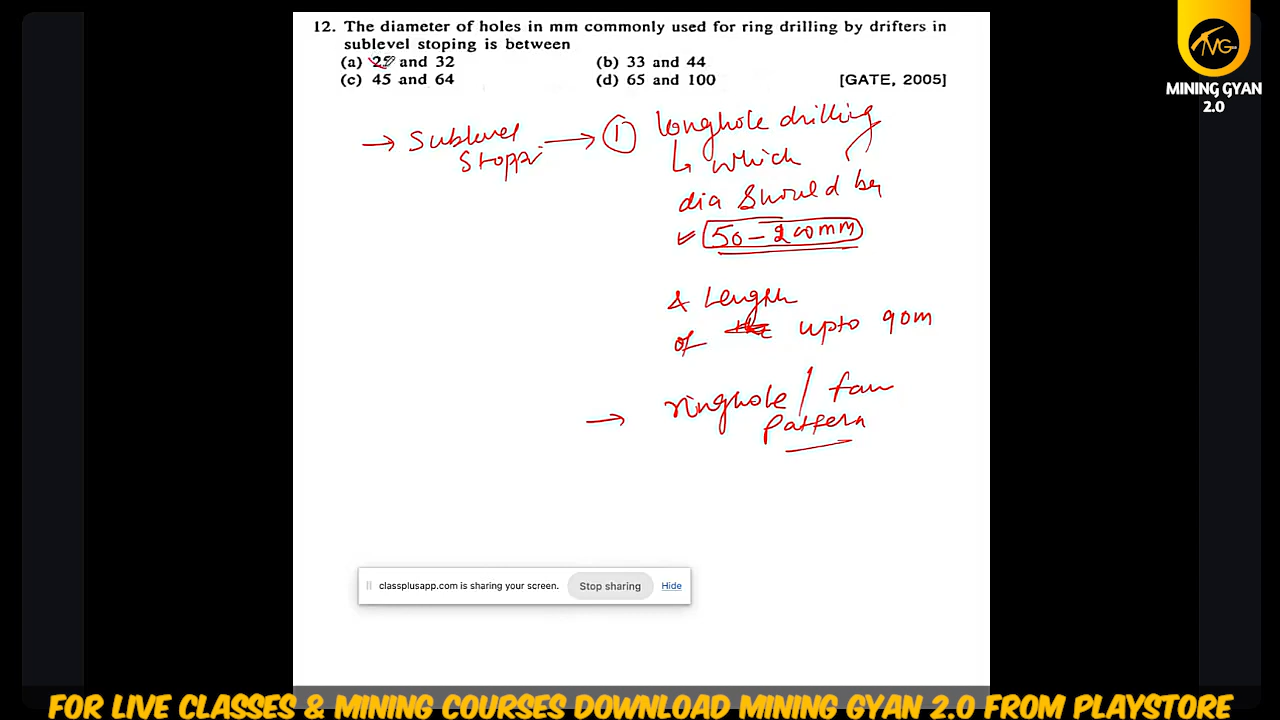 12. The diameter of holes in mm commonly used for ring drilling by drifters in
sublevel stoping is between
(a) 25 and 32 (b) 33 and 44
(c) 45 and 64 (d) 65 and 100 [GATE, 2005]
TMG
MINING GYAN
2.0
→ Sublevel → ① longhole drilling
Stoppi
↳ which
dia Should be
✓ 50 - 200mm
& Length
of upto 90m
→ ringhole / fan
pattern
classplusapp.com is sharing your screen. Stop sharing Hide
FOR LIVE CLASSES & MINING COURSES DOWNLOAD MINING GYAN 2.0 FROM PLAYSTORE